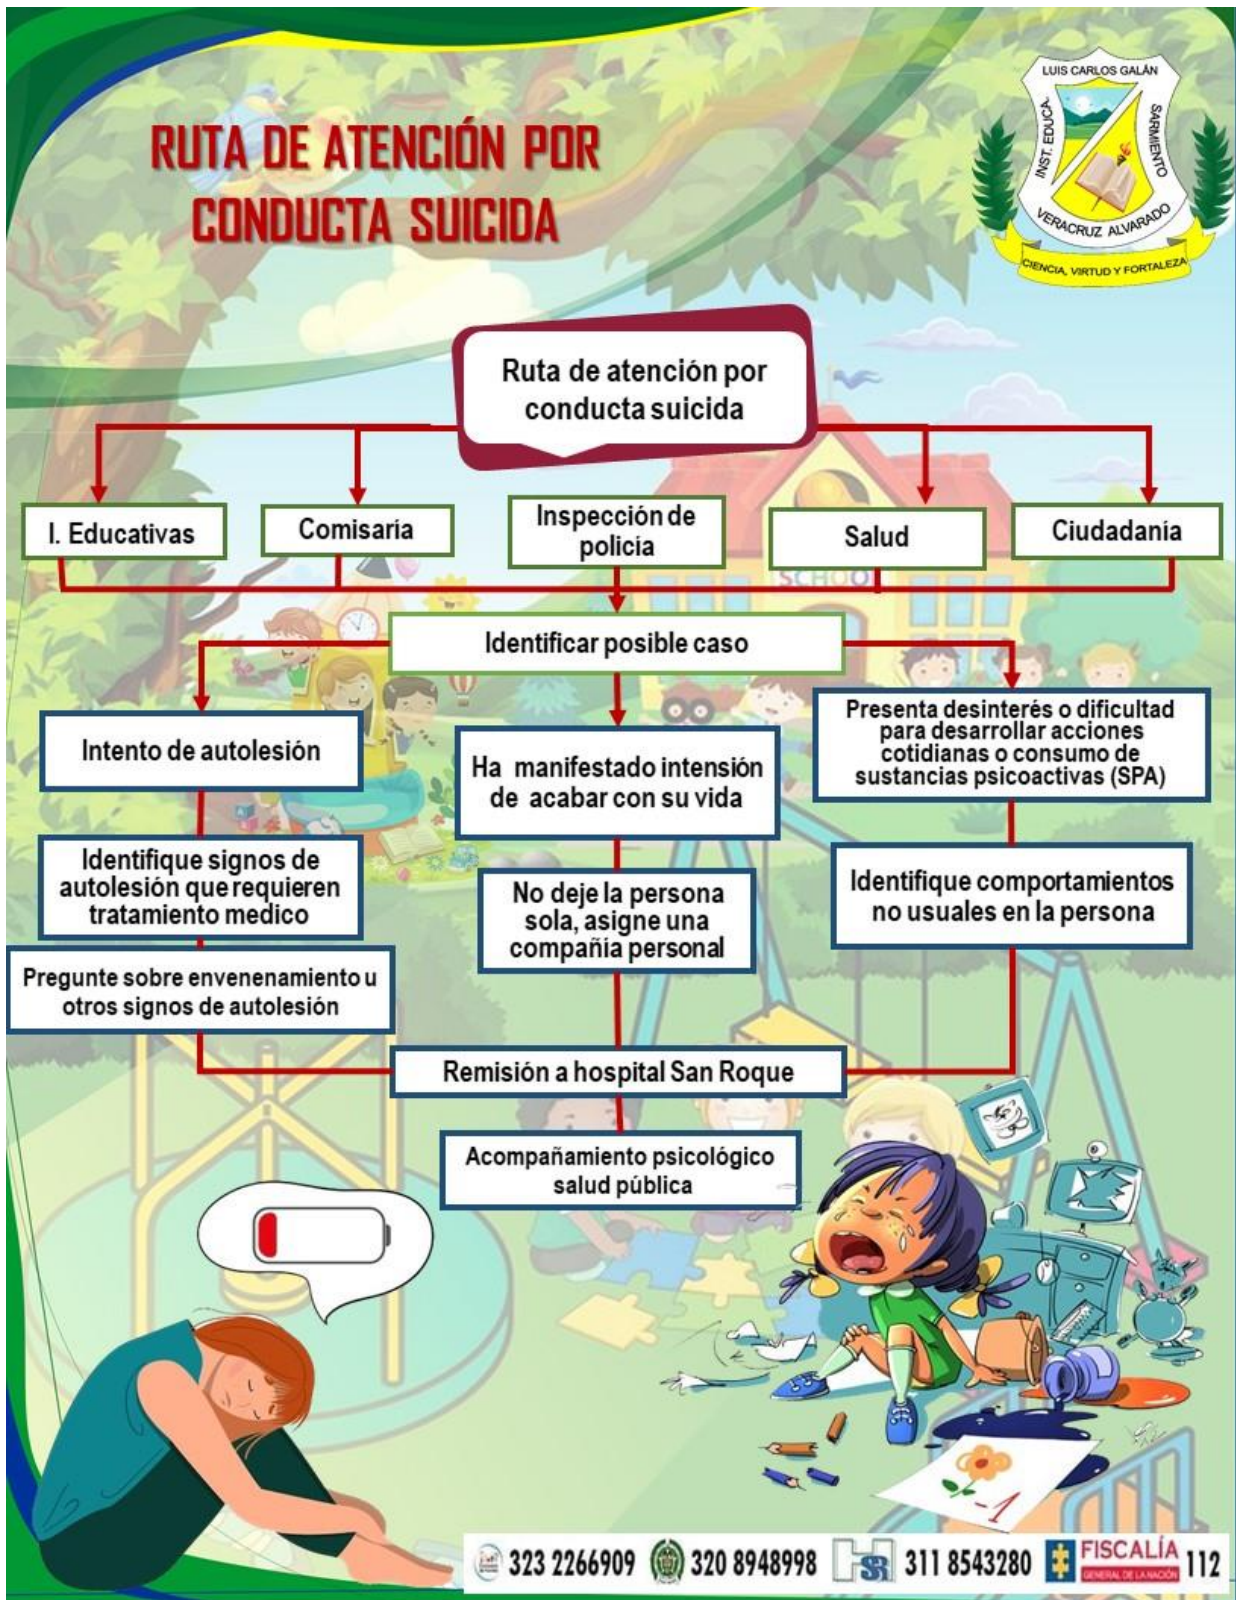 RUTA DE ATENCIÓN POR
CONDUCTA SUICIDA
LUIS CARLOS GALÁN
INST. EDUCA.
SARMIENTO
VERACRUZ ALVARADO
CIENCIA, VIRTUD Y FORTALEZA
Ruta de atención por
conducta suicida
I. Educativas
Comisaría
Inspección de
policía
Salud
Ciudadanía
SCHOOL
Identificar posible caso
Intento de autolesión
Ha manifestado intensión
de acabar con su vida
Presenta desinterés o dificultad
para desarrollar acciones
cotidianas o consumo de
sustancias psicoactivas (SPA)
Identifique signos de
autolesión que requieren
tratamiento medico
No deje la persona
sola, asigne una
compañía personal
Identifique comportamientos
no usuales en la persona
Pregunte sobre envenenamiento u
otros signos de autolesión
Remisión a hospital San Roque
Acompañamiento psicológico
salud pública
-1
323 2266909
320 8948998
HSR
311 8543280
FISCALÍA
GENERAL DE LA NACIÓN
112